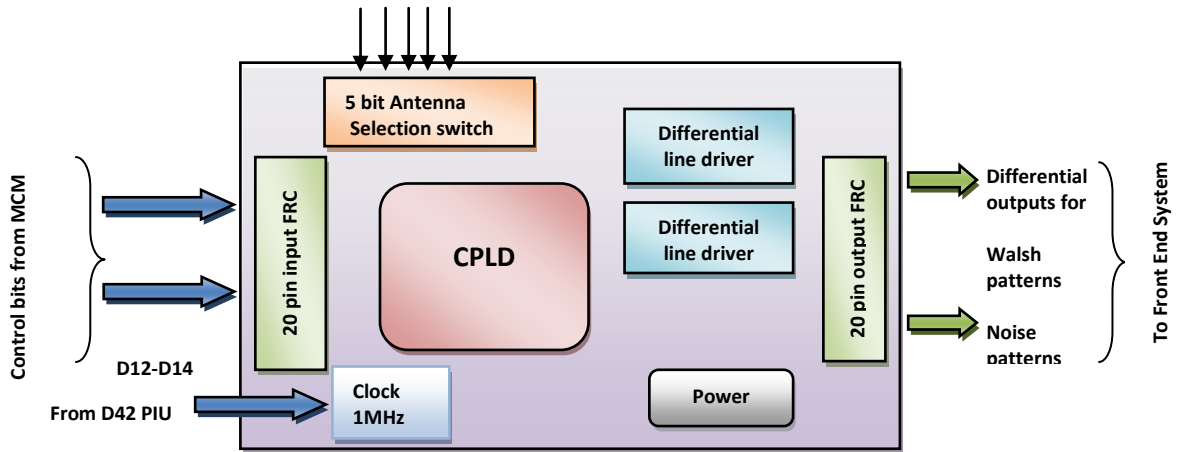 5 bit Antenna
Selection switch
Control bits from MCM
D12-D14
From D42 PIU
20 pin input FRC
Clock
1MHz
CPLD
Differential
line driver
Differential
line driver
Power
20 pin output FRC
Differential
outputs for
Walsh
patterns
Noise
patterns
To Front End System